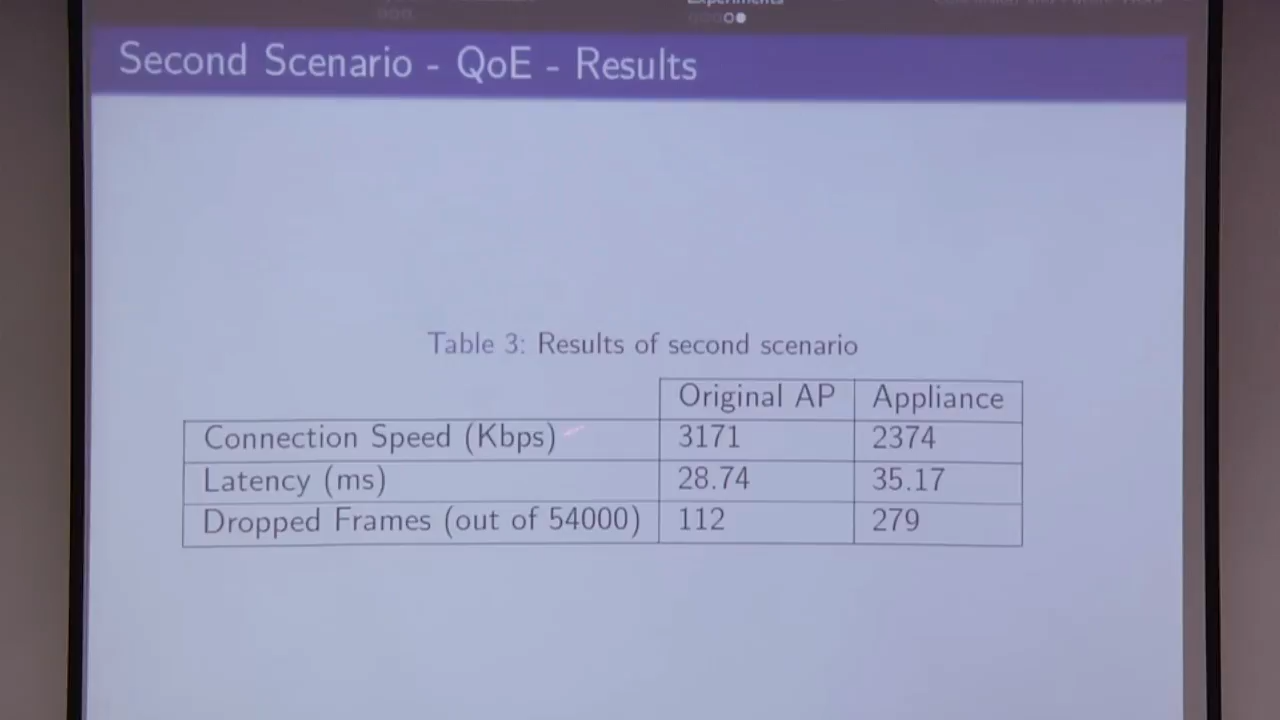 Experiments
Second Scenario - QoE - Results
Table 3: Results of second scenario
Original AP Appliance
Connection Speed (Kbps) 3171 2374
Latency (ms) 28.74 35.17
Dropped Frames (out of 54000) 112 279